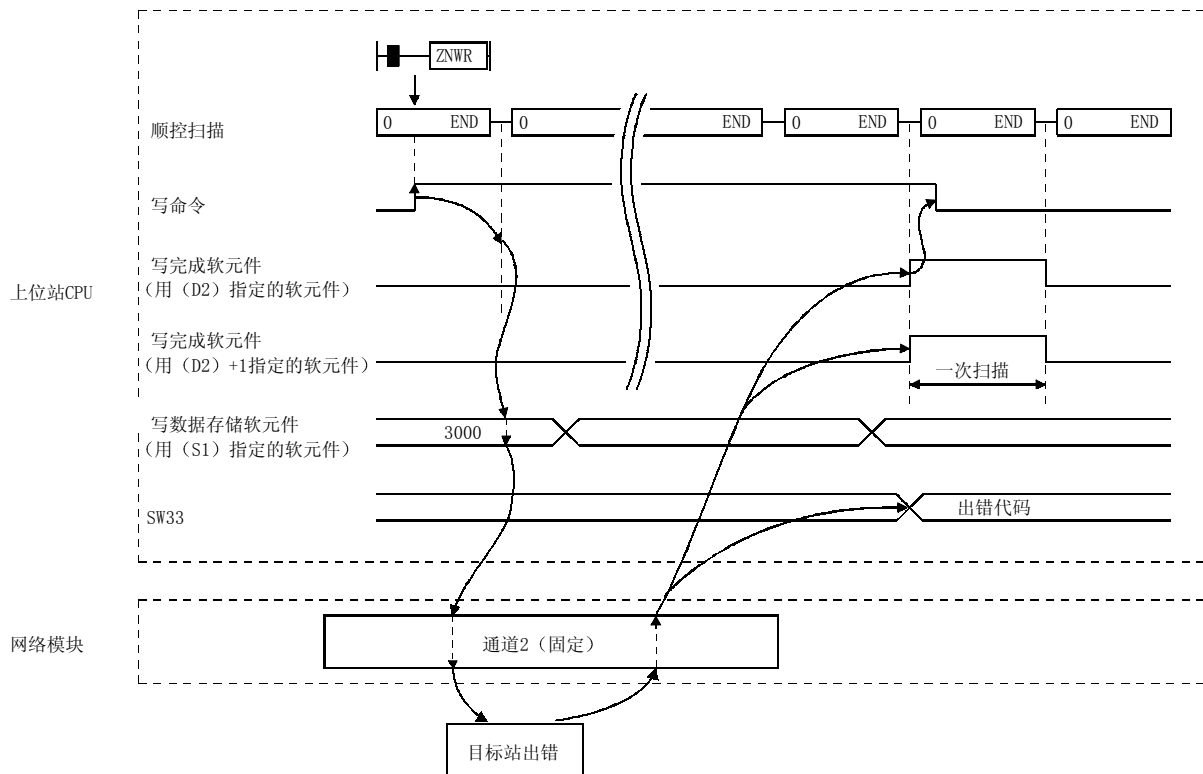 ZNWR
顺控扫描
0 END 0 END 0 END 0 END 0 END
写命令
写完成软元件
（用（D2）指定的软元件）
上位站CPU
写完成软元件
（用（D2）+1指定的软元件）
一次扫描
写数据存储软元件
（用（S1）指定的软元件）
3000
SW33
出错代码
网络模块
通道2（固定）
目标站出错